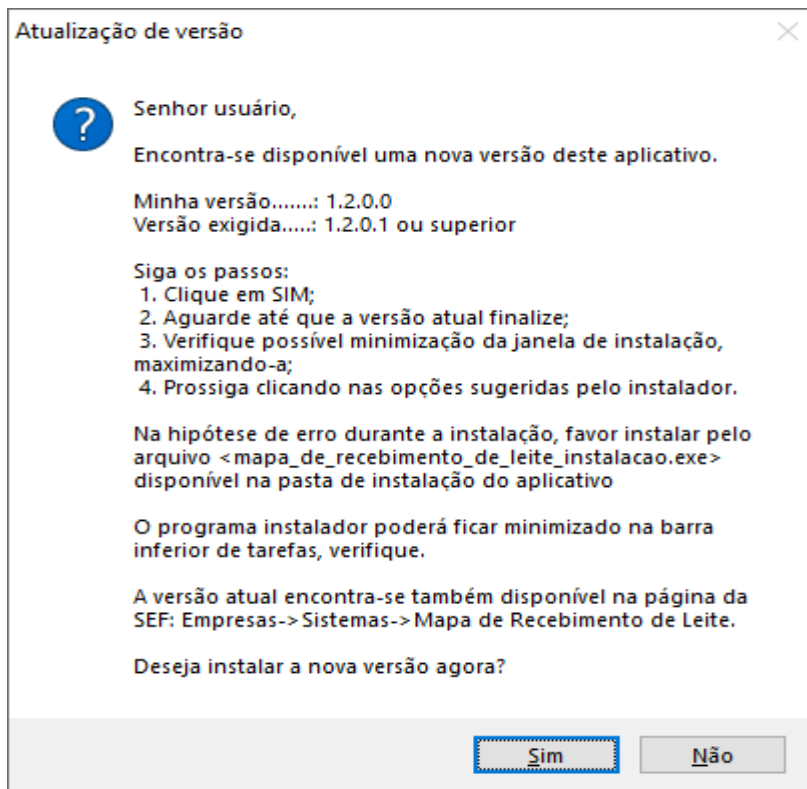 Atualização de versão
?
Senhor usuário,
Encontra-se disponível uma nova versão deste aplicativo.
Minha versão.......: 1.2.0.0
Versão exigida.....: 1.2.0.1 ou superior
Siga os passos:
1. Clique em SIM;
2. Aguarde até que a versão atual finalize;
3. Verifique possível minimização da janela de instalação,
maximizando-a;
4. Prossiga clicando nas opções sugeridas pelo instalador.
Na hipótese de erro durante a instalação, favor instalar pelo
arquivo <mapa_de_recebimento_de_leite_instalacao.exe>
disponível na pasta de instalação do aplicativo
O programa instalador poderá ficar minimizado na barra
inferior de tarefas, verifique.
A versão atual encontra-se também disponível na página da
SEF: Empresas->Sistemas->Mapa de Recebimento de Leite.
Deseja instalar a nova versão agora?
Sim
Não